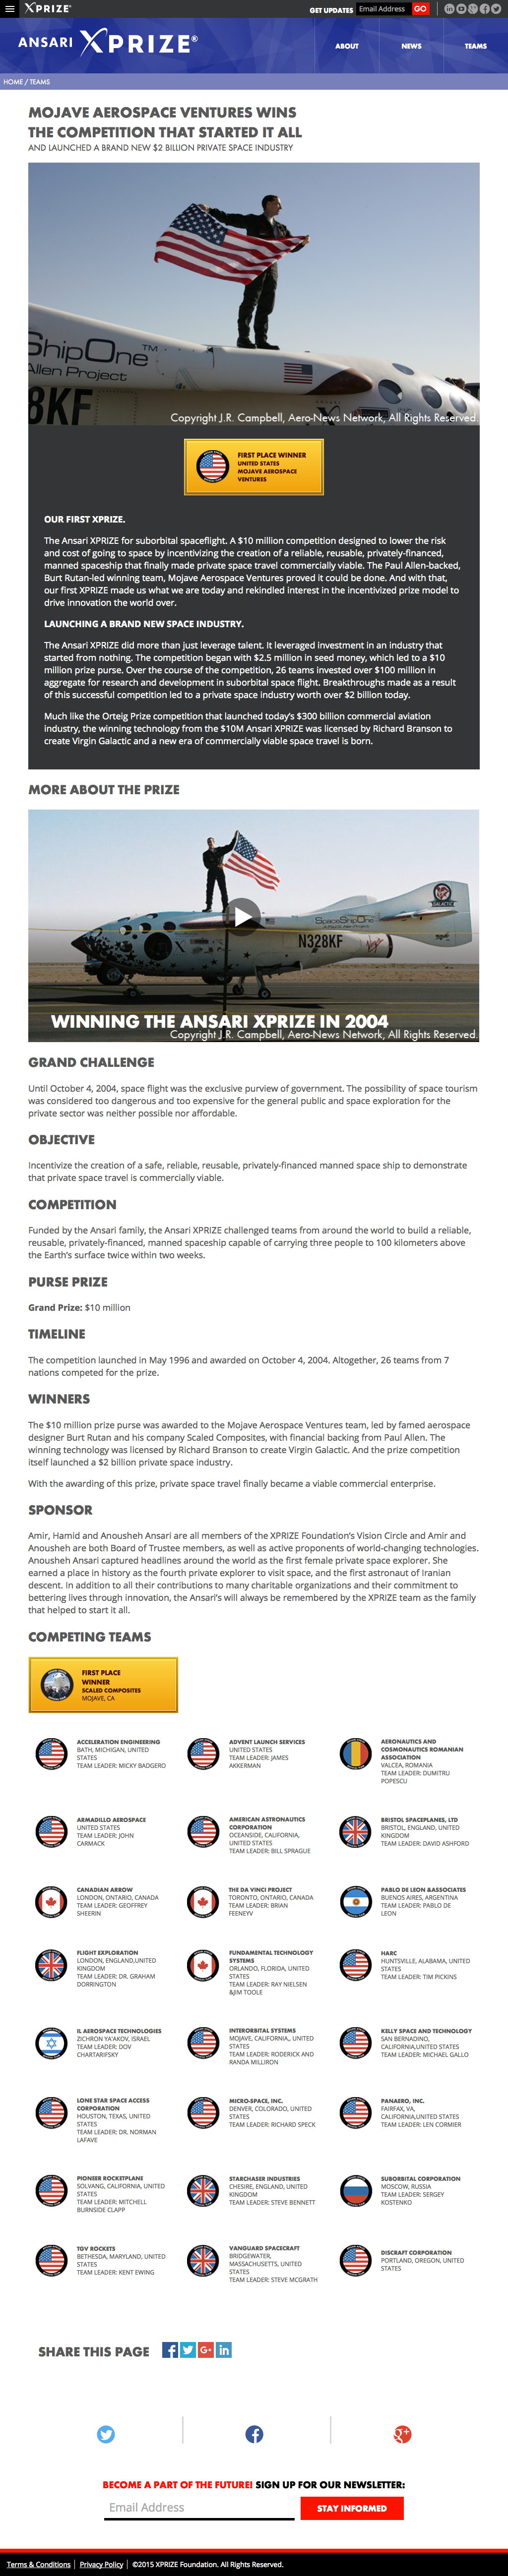 XPRIZE
GET UPDATES Email Address GO
ANSARI XPRIZE®
ABOUT NEWS TEAMS
HOME / TEAMS
MOJAVE AEROSPACE VENTURES WINS
THE COMPETITION THAT STARTED IT ALL
AND LAUNCHED A BRAND NEW $2 BILLION PRIVATE SPACE INDUSTRY
ShipOne
Allen Project
8KF
Copyright J.R. Campbell, Aero-News Network, All Rights Reserved.
FIRST PLACE WINNER
UNITED STATES
MOJAVE AEROSPACE
VENTURES
OUR FIRST XPRIZE.
The Ansari XPRIZE for suborbital spaceflight. A $10 million competition designed to lower the risk
and cost of going to space by incentivizing the creation of a reliable, reusable, privately-financed,
manned spaceship that finally made private space travel commercially viable. The Paul Allen-backed,
Burt Rutan-led winning team, Mojave Aerospace Ventures proved it could be done. And with that,
our first XPRIZE made us what we are today and rekindled interest in the incentivized prize model to
drive innovation the world over.
LAUNCHING A BRAND NEW SPACE INDUSTRY.
The Ansari XPRIZE did more than just leverage talent. It leveraged investment in an industry that
started from nothing. The competition began with $2.5 million in seed money, which led to a $10
million prize purse. Over the course of the competition, 26 teams invested over $100 million in
aggregate for research and development in suborbital space flight. Breakthroughs made as a result
of this successful competition led to a private space industry worth over $2 billion today.
Much like the Orteig Prize competition that launched today's $300 billion commercial aviation
industry, the winning technology from the $10M Ansari XPRIZE was licensed by Richard Branson to
create Virgin Galactic and a new era of commercially viable space travel is born.
MORE ABOUT THE PRIZE
GALACTIC
SpaceShipOne
N328KF
WINNING THE ANSARI XPRIZE IN 2004
Copyright J.R. Campbell, Aero-News Network, All Rights Reserved.
GRAND CHALLENGE
Until October 4, 2004, space flight was the exclusive purview of government. The possibility of space tourism
was considered too dangerous and too expensive for the general public and space exploration for the
private sector was neither possible nor affordable.
OBJECTIVE
Incentivize the creation of a safe, reliable, reusable, privately-financed manned space ship to demonstrate
that private space travel is commercially viable.
COMPETITION
Funded by the Ansari family, the Ansari XPRIZE challenged teams from around the world to build a reliable,
reusable, privately-financed, manned spaceship capable of carrying three people to 100 kilometers above
the Earth's surface twice within two weeks.
PURSE PRIZE
Grand Prize: $10 million
TIMELINE
The competition launched in May 1996 and awarded on October 4, 2004. Altogether, 26 teams from 7
nations competed for the prize.
WINNERS
The $10 million prize purse was awarded to the Mojave Aerospace Ventures team, led by famed aerospace
designer Burt Rutan and his company Scaled Composites, with financial backing from Paul Allen. The
winning technology was licensed by Richard Branson to create Virgin Galactic. And the prize competition
itself launched a $2 billion private space industry.
With the awarding of this prize, private space travel finally became a viable commercial enterprise.
SPONSOR
Amir, Hamid and Anousheh Ansari are all members of the XPRIZE Foundation's Vision Circle and Amir and
Anousheh are both Board of Trustee members, as well as active proponents of world-changing technologies.
Anousheh Ansari captured headlines around the world as the first female private space explorer. She
earned a place in history as the fourth private explorer to visit space, and the first astronaut of Iranian
descent. In addition to all their contributions to many charitable organizations and their commitment to
bettering lives through innovation, the Ansari's will always be remembered by the XPRIZE team as the family
that helped to start it all.
COMPETING TEAMS
FIRST PLACE
WINNER
SCALED COMPOSITES
MOJAVE, CA
ACCELERATION ENGINEERING
BATH, MICHIGAN, UNITED
STATES
TEAM LEADER: MICKY BADGERO
ADVENT LAUNCH SERVICES
UNITED STATES
TEAM LEADER: JAMES
AKKERMAN
AERONAUTICS AND
COSMONAUTICS ROMANIAN
ASSOCIATION
VALCEA, ROMANIA
TEAM LEADER: DUMITRU
POPESCU
ARMADILLO AEROSPACE
UNITED STATES
TEAM LEADER: JOHN
CARMACK
AMERICAN ASTRONAUTICS
CORPORATION
OCEANSIDE, CALIFORNIA,
UNITED STATES
TEAM LEADER: BILL SPRAGUE
BRISTOL SPACEPLANES, LTD
BRISTOL, ENGLAND, UNITED
KINGDOM
TEAM LEADER: DAVID ASHFORD
CANADIAN ARROW
LONDON, ONTARIO, CANADA
TEAM LEADER: GEOFFREY
SHEERIN
THE DA VINCI PROJECT
TORONTO, ONTARIO, CANADA
TEAM LEADER: BRIAN
FEENEYV
PABLO DE LEON &ASSOCIATES
BUENOS AIRES, ARGENTINA
TEAM LEADER: PABLO DE
LEON
FLIGHT EXPLORATION
LONDON, ENGLAND,UNITED
KINGDOM
TEAM LEADER: DR. GRAHAM
DORRINGTON
FUNDAMENTAL TECHNOLOGY
SYSTEMS
ORLANDO, FLORIDA, UNITED
STATES
TEAM LEADER: RAY NIELSEN
&JIM TOOLE
HARC
HUNTSVILLE, ALABAMA, UNITED
STATES
TEAM LEADER: TIM PICKINS
IL AEROSPACE TECHNOLOGIES
ZICHRON YA'AKOV, ISRAEL
TEAM LEADER: DOV
CHARTARIFSKY
INTERORBITAL SYSTEMS
MOJAVE, CALIFORNIA,, UNITED
STATES
TEAM LEADER: RODERICK AND
RANDA MILLIRON
KELLY SPACE AND TECHNOLOGY
SAN BERNADINO,
CALIFORNIA,UNITED STATES
TEAM LEADER: MICHAEL GALLO
LONE STAR SPACE ACCESS
CORPORATION
HOUSTON, TEXAS, UNITED
STATES
TEAM LEADER: DR. NORMAN
LAFAVE
MICRO-SPACE, INC.
DENVER, COLORADO, UNITED
STATES
TEAM LEADER: RICHARD SPECK
PANAERO, INC.
FAIRFAX, VA,
CALIFORNIA,UNITED STATES
TEAM LEADER: LEN CORMIER
PIONEER ROCKETPLANE
SOLVANG, CALIFORNIA, UNITED
STATES
TEAM LEADER: MITCHELL
BURNSIDE CLAPP
STARCHASER INDUSTRIES
CHESIRE, ENGLAND, UNITED
KINGDOM
TEAM LEADER: STEVE BENNETT
SUBORBITAL CORPORATION
MOSCOW, RUSSIA
TEAM LEADER: SERGEY
KOSTENKO
TGV ROCKETS
BETHESDA, MARYLAND, UNITED
STATES
TEAM LEADER: KENT EWING
VANGUARD SPACECRAFT
BRIDGEWATER,
MASSACHUSETTS, UNITED
STATES
TEAM LEADER: STEVE MCGRATH
DISCRAFT CORPORATION
PORTLAND, OREGON, UNITED
STATES
SHARE THIS PAGE
BECOME A PART OF THE FUTURE! SIGN UP FOR OUR NEWSLETTER:
Email Address STAY INFORMED
Terms & Conditions | Privacy Policy | ©2015 XPRIZE Foundation. All Rights Reserved.